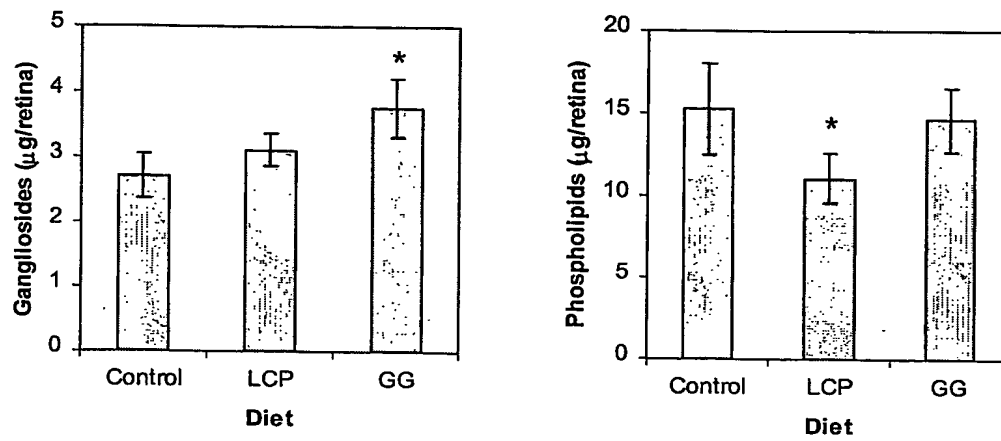 Gangliosides (µg/retina)
5
4
3
2
1
0
*
Control LCP GG
Diet
Phospholipids (µg/retina)
20
15
10
5
0
*
Control LCP GG
Diet